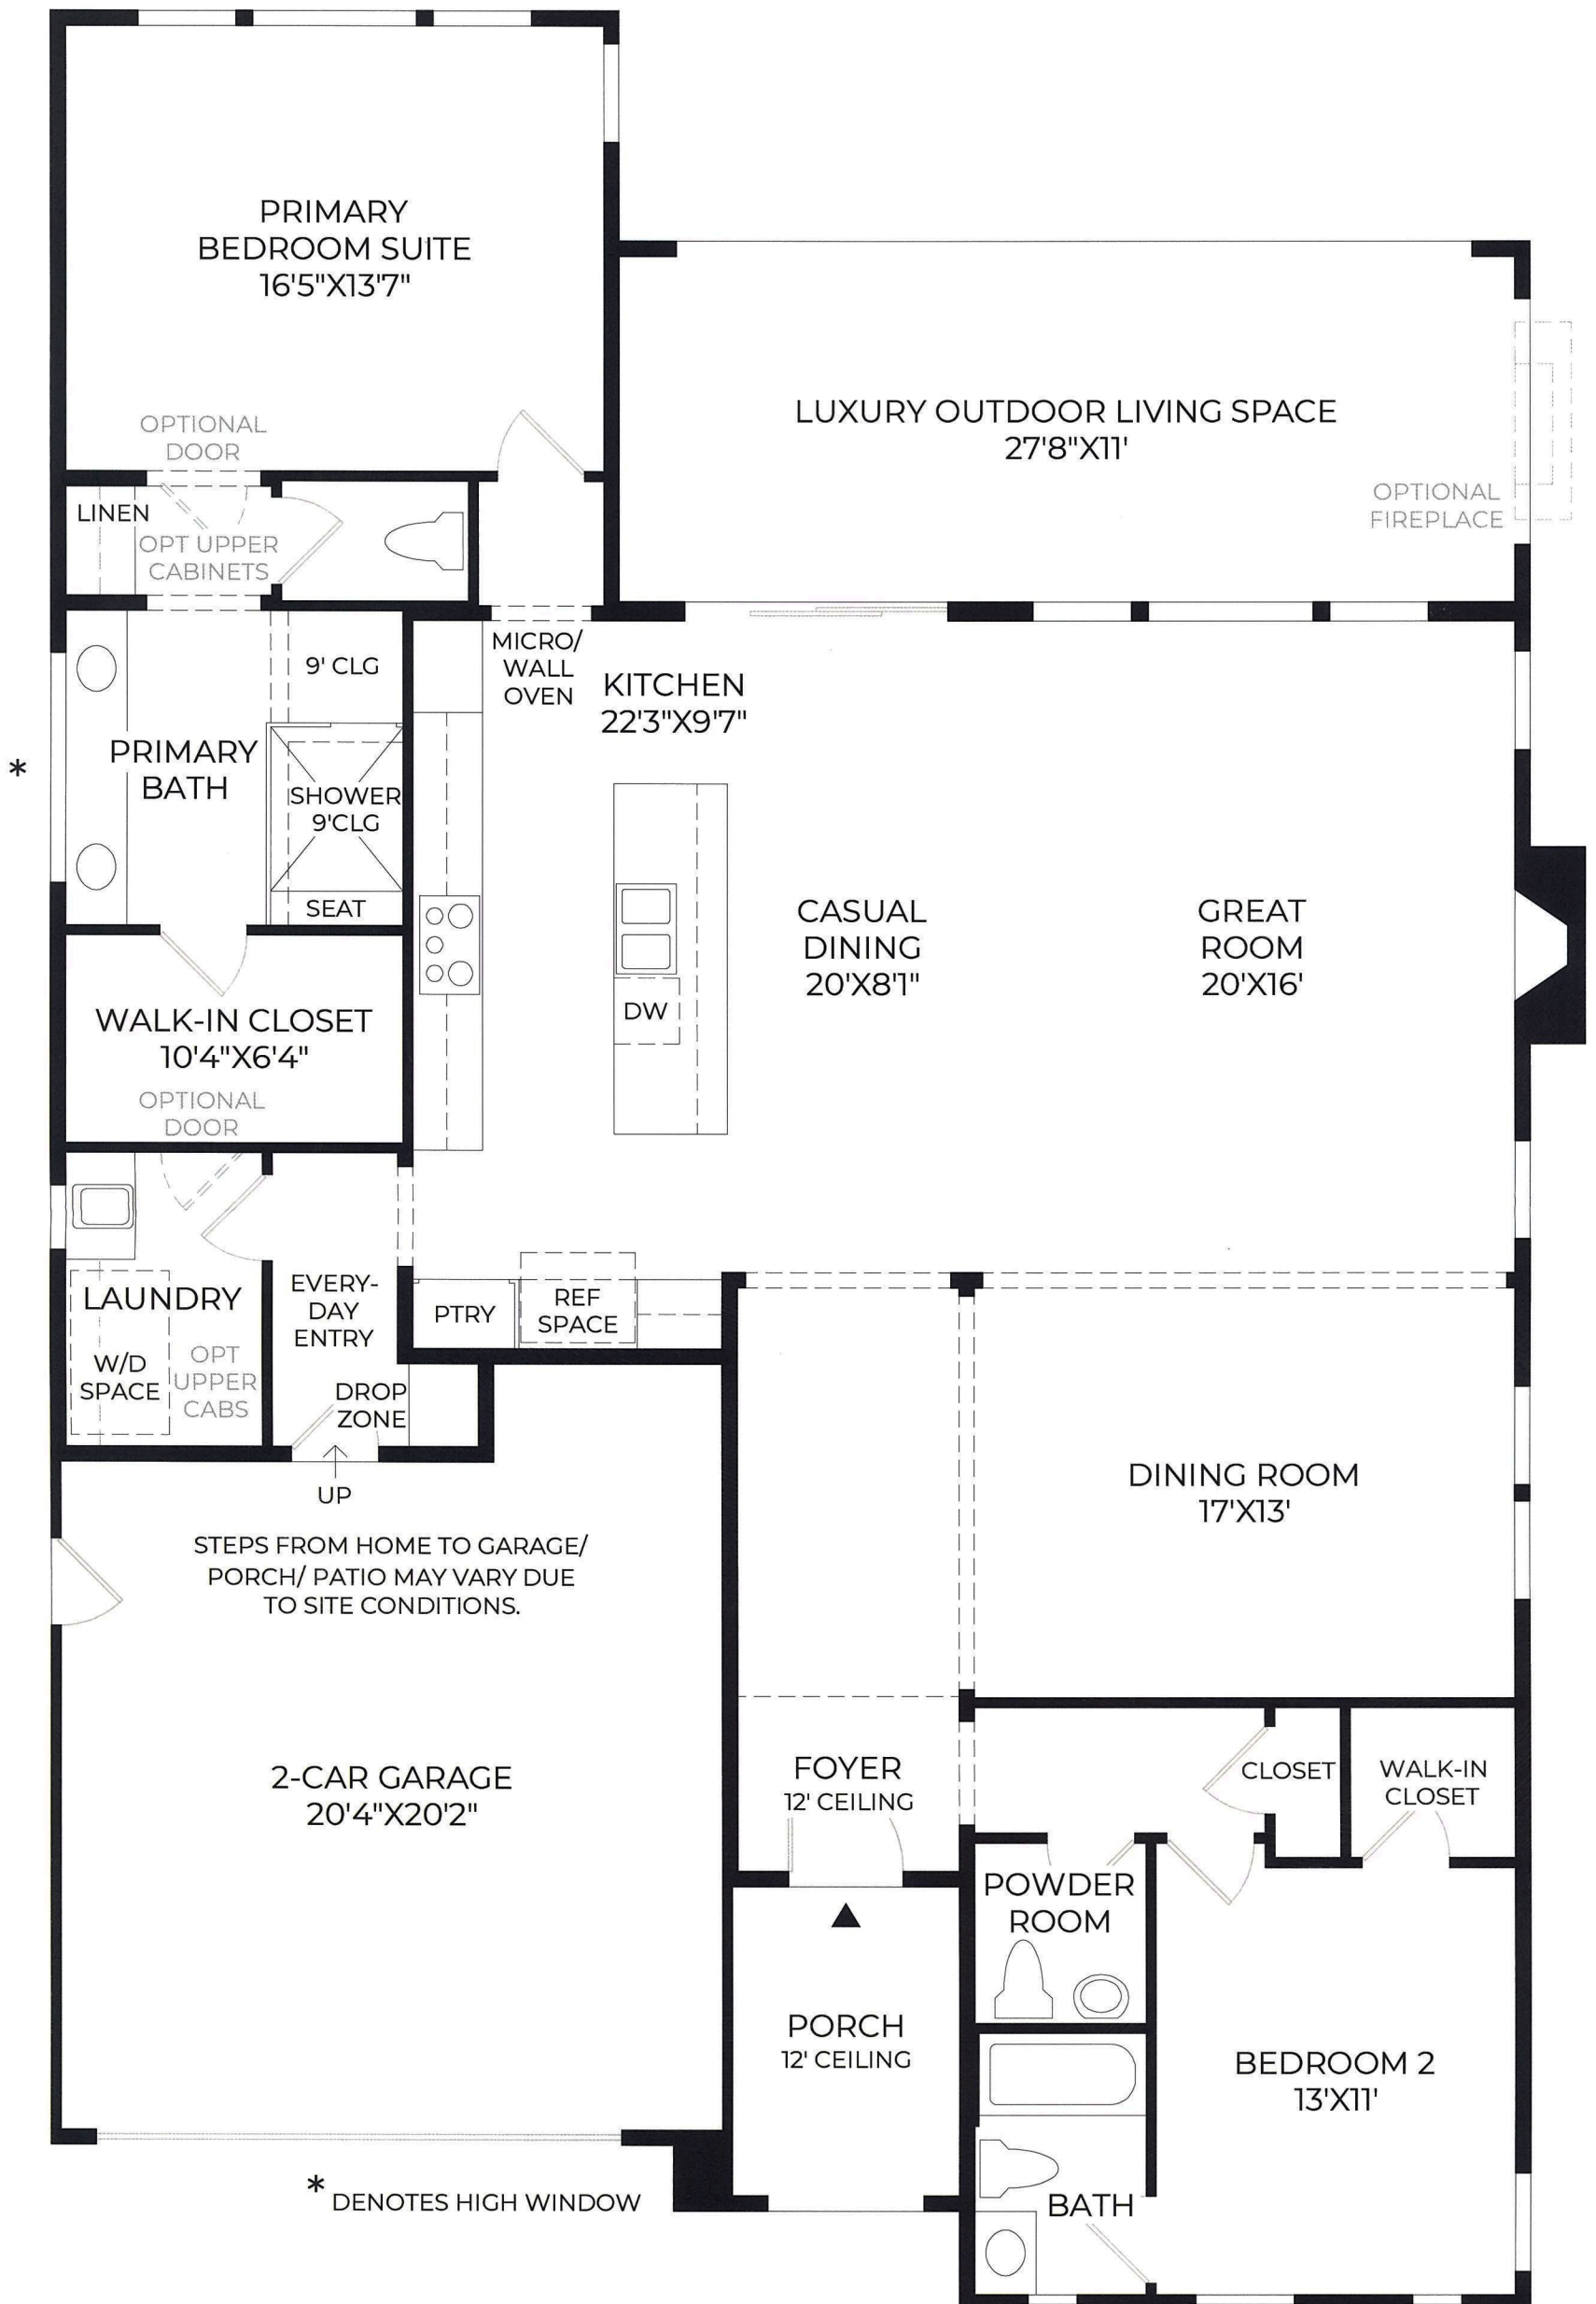 PRIMARY
BEDROOM SUITE
16'5"X13'7"
OPTIONAL
DOOR
LUXURY OUTDOOR LIVING SPACE
27'8"X11'
OPTIONAL
FIREPLACE
LINEN
OPT UPPER
CABINETS
MICRO/
WALL
OVEN
9' CLG
KITCHEN
22'3"X9'7"
PRIMARY
BATH
*
SHOWER
9'CLG
SEAT
CASUAL
DINING
20'X8'1"
GREAT
ROOM
20'X16'
DW
WALK-IN CLOSET
10'4"X6'4"
OPTIONAL
DOOR
LAUNDRY
W/D
SPACE
OPT
UPPER
CABS
EVERY-
DAY
ENTRY
DROP
ZONE
PTRY
REF
SPACE
UP
STEPS FROM HOME TO GARAGE/
PORCH/ PATIO MAY VARY DUE
TO SITE CONDITIONS.
DINING ROOM
17'X13'
2-CAR GARAGE
20'4"X20'2"
FOYER
12' CEILING
CLOSET
WALK-IN
CLOSET
POWDER
ROOM
PORCH
12' CEILING
BEDROOM 2
13'X11'
BATH
* DENOTES HIGH WINDOW